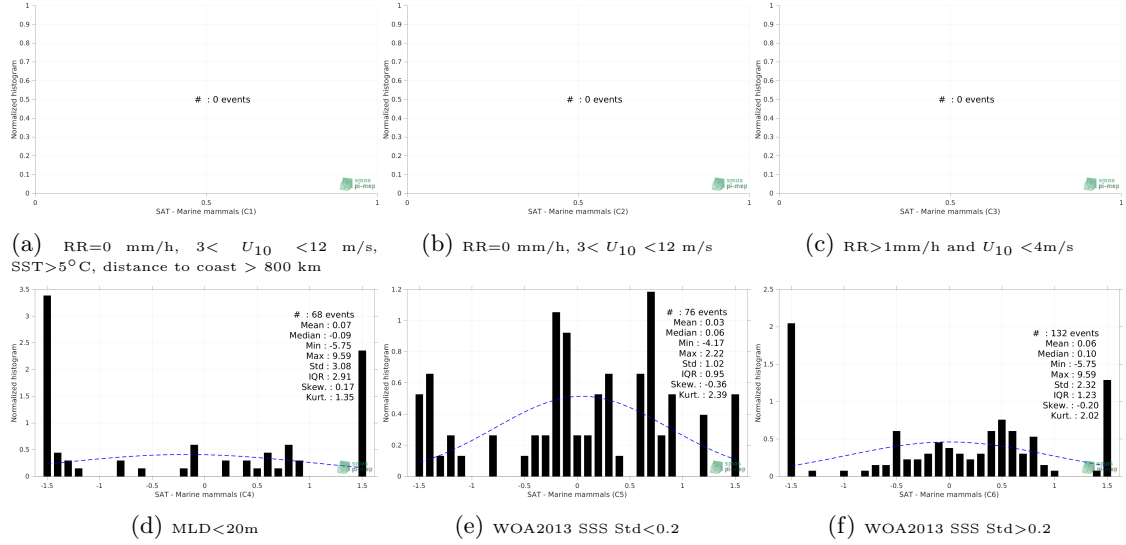 1
0.9
0.8
0.7
0.6
0.5
0.4
0.3
0.2
0.1
0
Normalized histogram
# : 0 events
smos
pi-mep
0 0.5 1
SAT - Marine mammals (C1)
(a) RR=0 mm/h, 3< U10 <12 m/s,
SST>5°C, distance to coast > 800 km
1
0.9
0.8
0.7
0.6
0.5
0.4
0.3
0.2
0.1
0
Normalized histogram
# : 0 events
smos
pi-mep
0 0.5 1
SAT - Marine mammals (C2)
(b) RR=0 mm/h, 3< U10 <12 m/s
1
0.9
0.8
0.7
0.6
0.5
0.4
0.3
0.2
0.1
0
Normalized histogram
# : 0 events
smos
pi-mep
0 0.5 1
SAT - Marine mammals (C3)
(c) RR>1mm/h and U10 <4m/s
3.5
3
2.5
2
1.5
1
0.5
0
Normalized histogram
# : 68 events
Mean : 0.07
Median : -0.09
Min : -5.75
Max : 9.59
Std : 3.08
IQR : 2.91
Skew. : 0.17
Kurt. : 1.35
smos
pi-mep
-1.5 -1 -0.5 0 0.5 1 1.5
SAT - Marine mammals (C4)
(d) MLD<20m
1.2
1
0.8
0.6
0.4
0.2
0
Normalized histogram
# : 76 events
Mean : 0.03
Median : 0.06
Min : -4.17
Max : 2.22
Std : 1.02
IQR : 0.95
Skew. : -0.36
Kurt. : 2.39
smos
pi-mep
-1.5 -1 -0.5 0 0.5 1 1.5
SAT - Marine mammals (C5)
(e) WOA2013 SSS Std<0.2
2.5
2
1.5
1
0.5
0
Normalized histogram
# : 132 events
Mean : 0.06
Median : 0.10
Min : -5.75
Max : 9.59
Std : 2.32
IQR : 1.23
Skew. : -0.20
Kurt. : 2.02
smos
pi-mep
-1.5 -1 -0.5 0 0.5 1 1.5
SAT - Marine mammals (C6)
(f) WOA2013 SSS Std>0.2